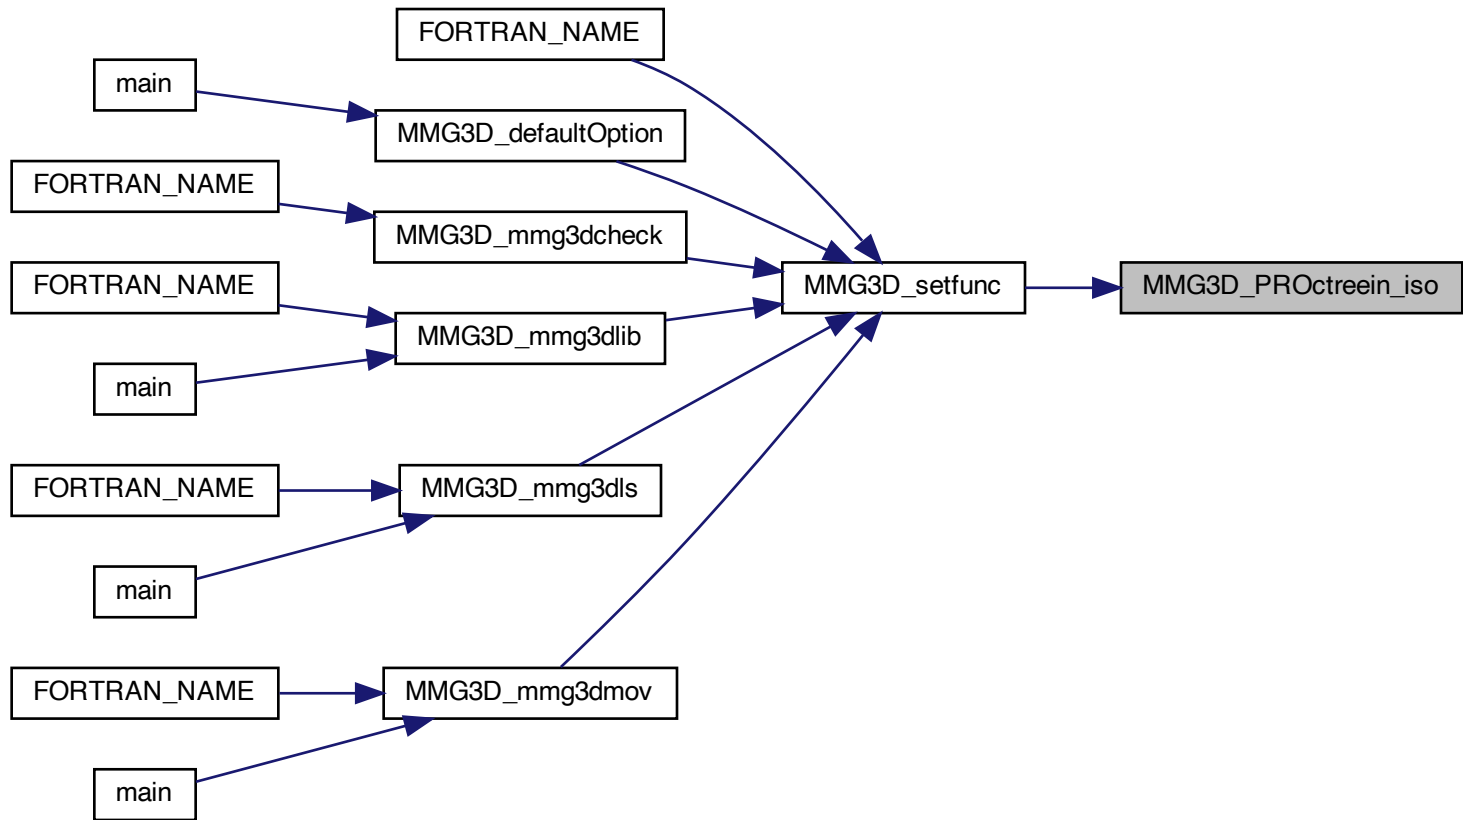 FORTRAN_NAME
main
MMG3D_defaultOption
FORTRAN_NAME
MMG3D_mmg3dcheck
FORTRAN_NAME
MMG3D_setfunc
MMG3D_PROctreein_iso
MMG3D_mmg3dlib
main
FORTRAN_NAME
MMG3D_mmg3dls
main
FORTRAN_NAME
MMG3D_mmg3dmov
main